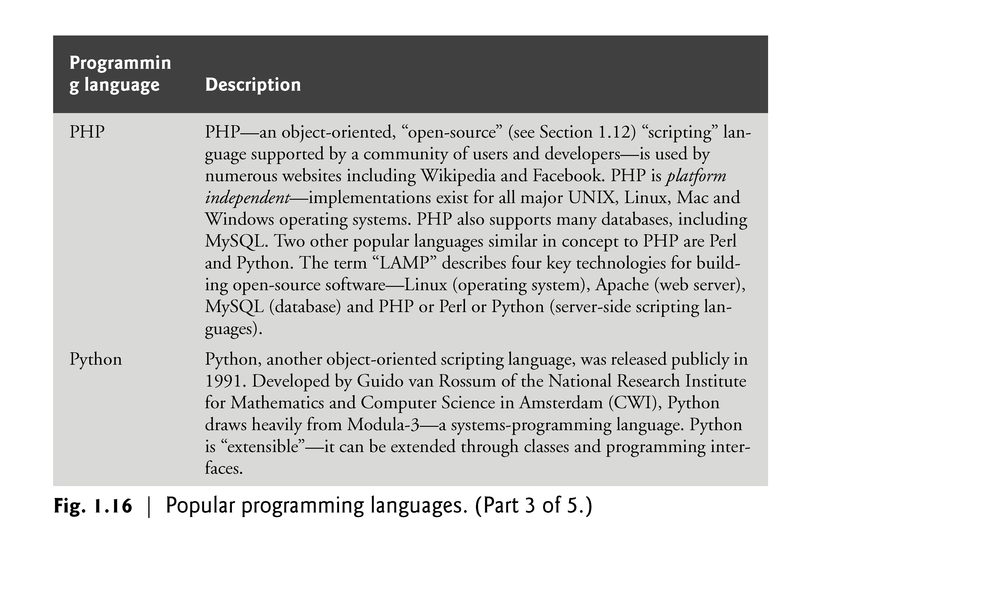 Programmin
g language Description
PHP PHP—an object-oriented, “open-source” (see Section 1.12) “scripting” lan-
guage supported by a community of users and developers—is used by
numerous websites including Wikipedia and Facebook. PHP is platform
independent—implementations exist for all major UNIX, Linux, Mac and
Windows operating systems. PHP also supports many databases, including
MySQL. Two other popular languages similar in concept to PHP are Perl
and Python. The term “LAMP” describes four key technologies for build-
ing open-source software—Linux (operating system), Apache (web server),
MySQL (database) and PHP or Perl or Python (server-side scripting lan-
guages).
Python Python, another object-oriented scripting language, was released publicly in
1991. Developed by Guido van Rossum of the National Research Institute
for Mathematics and Computer Science in Amsterdam (CWI), Python
draws heavily from Modula-3—a systems-programming language. Python
is “extensible”—it can be extended through classes and programming inter-
faces.
Fig. 1.16 | Popular programming languages. (Part 3 of 5.)